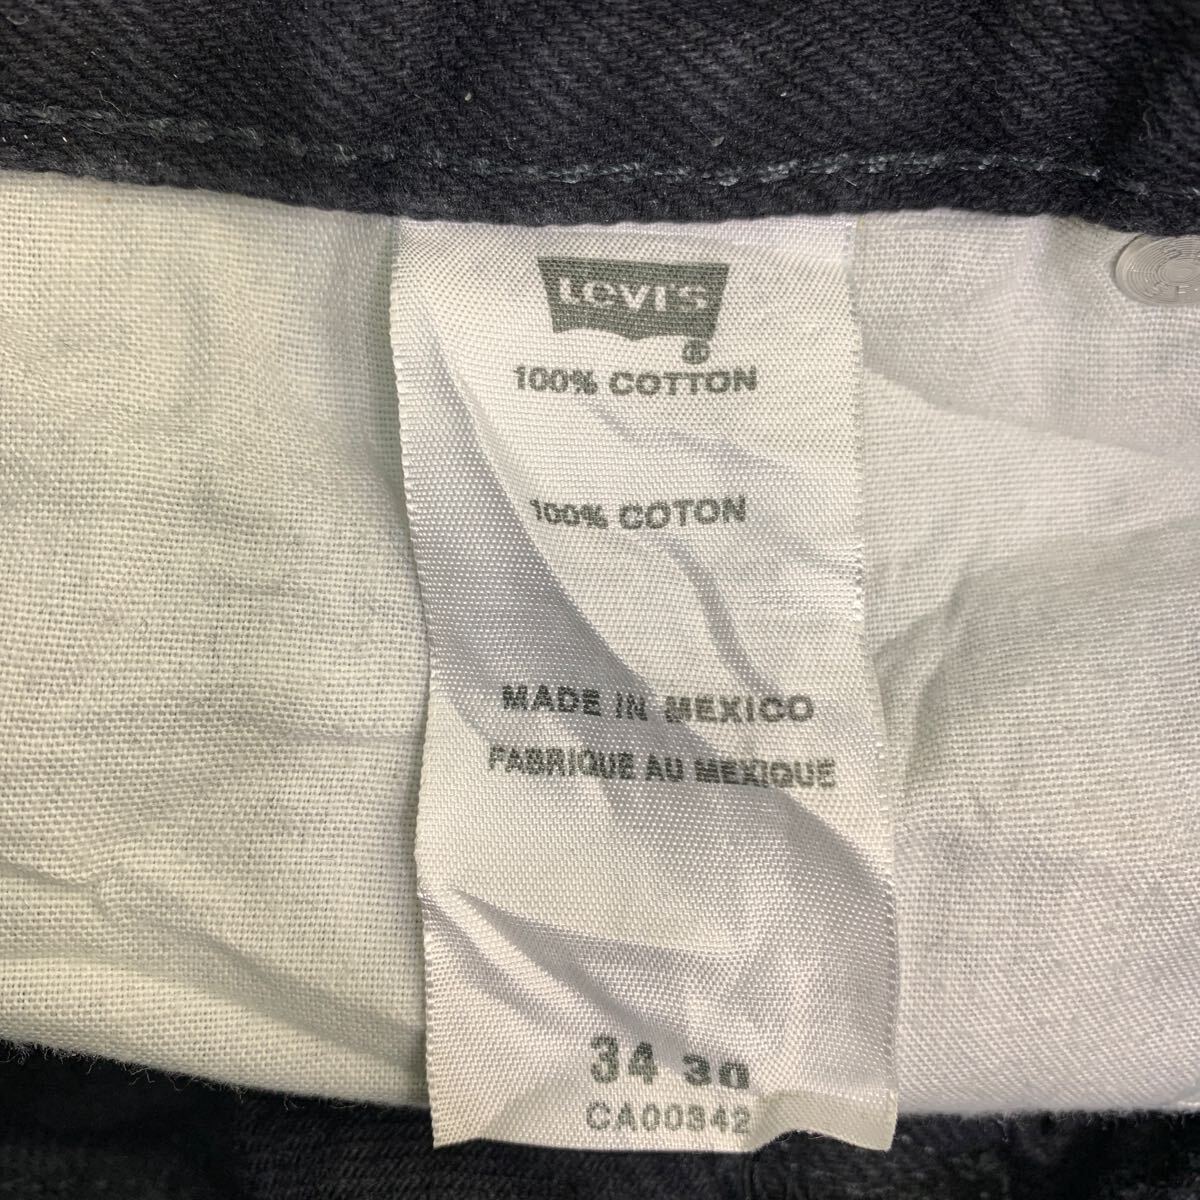 LEVI'S
®
100% COTTON
100% COTON
MADE IN MEXICO
FABRIQUE AU MEXIQUE
34 30
CA00342